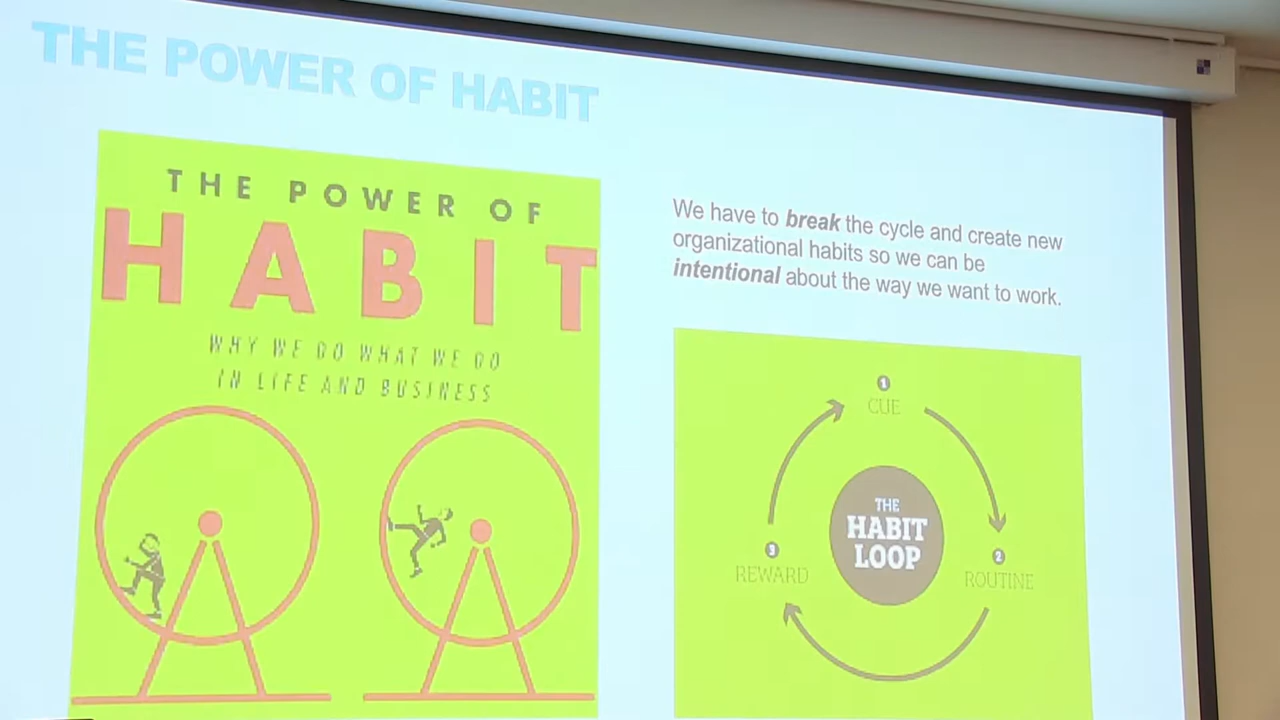 THE POWER OF HABIT
THE POWER OF
HABIT
WHY WE DO WHAT WE DO
IN LIFE AND BUSINESS
We have to break the cycle and create new
organizational habits so we can be
intentional about the way we want to work.
1
CUE
THE
HABIT
LOOP
3
REWARD
2
ROUTINE